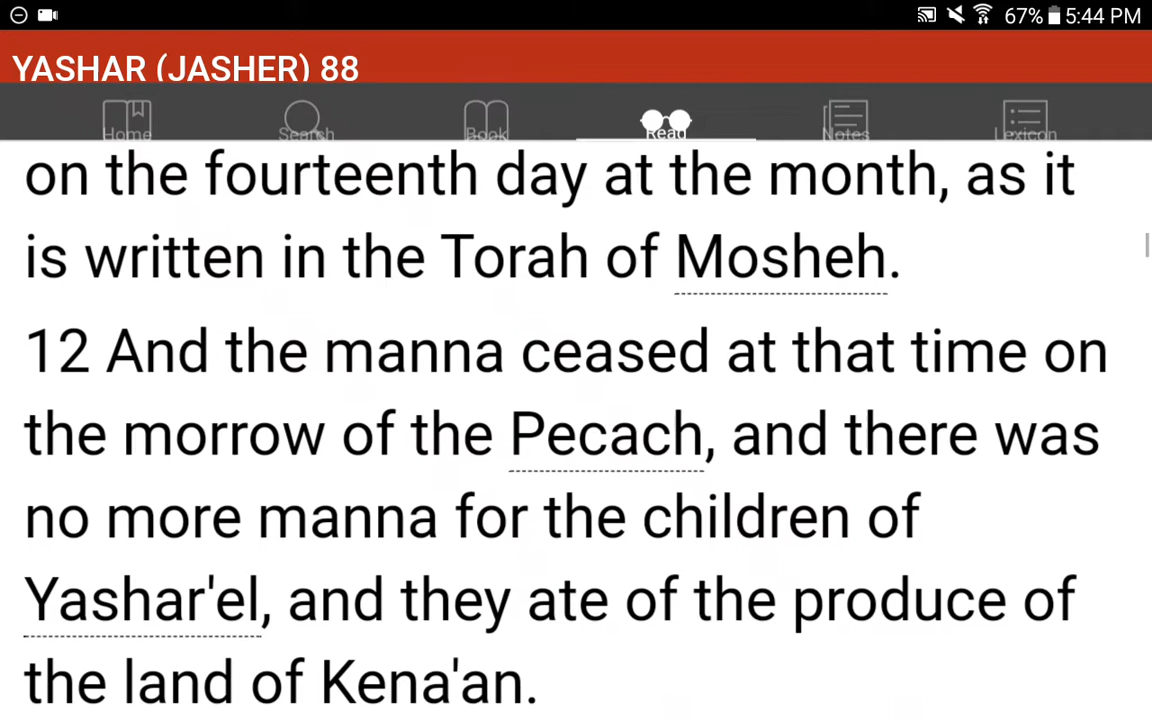 67% 5:44 PM
YASHAR (JASHER) 88
Home Search Book Read Notes Lexicon
on the fourteenth day at the month, as it
is written in the Torah of Mosheh.
12 And the manna ceased at that time on
the morrow of the Pecach, and there was
no more manna for the children of
Yashar'el, and they ate of the produce of
the land of Kena'an.